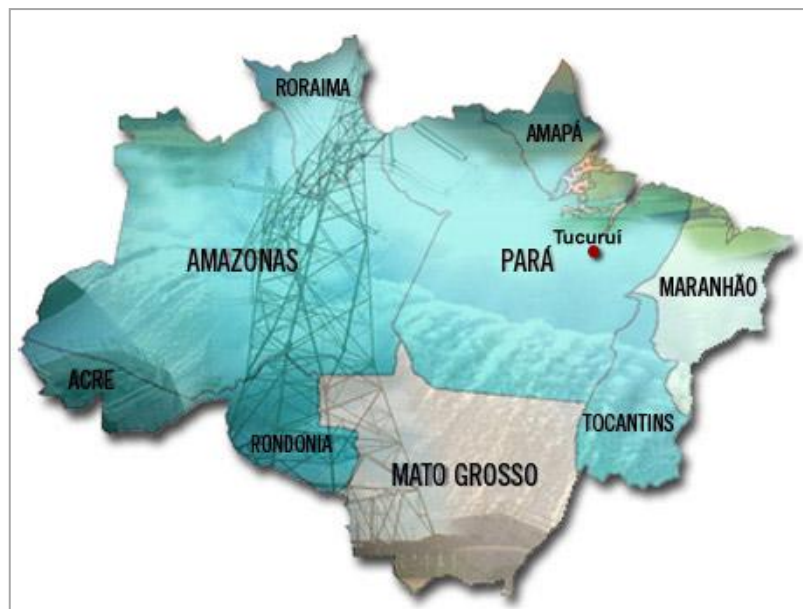 RORAIMA
AMAPÁ
Tucuruí
AMAZONAS
PARÁ
MARANHÃO
ACRE
RONDONIA
TOCANTINS
MATO GROSSO